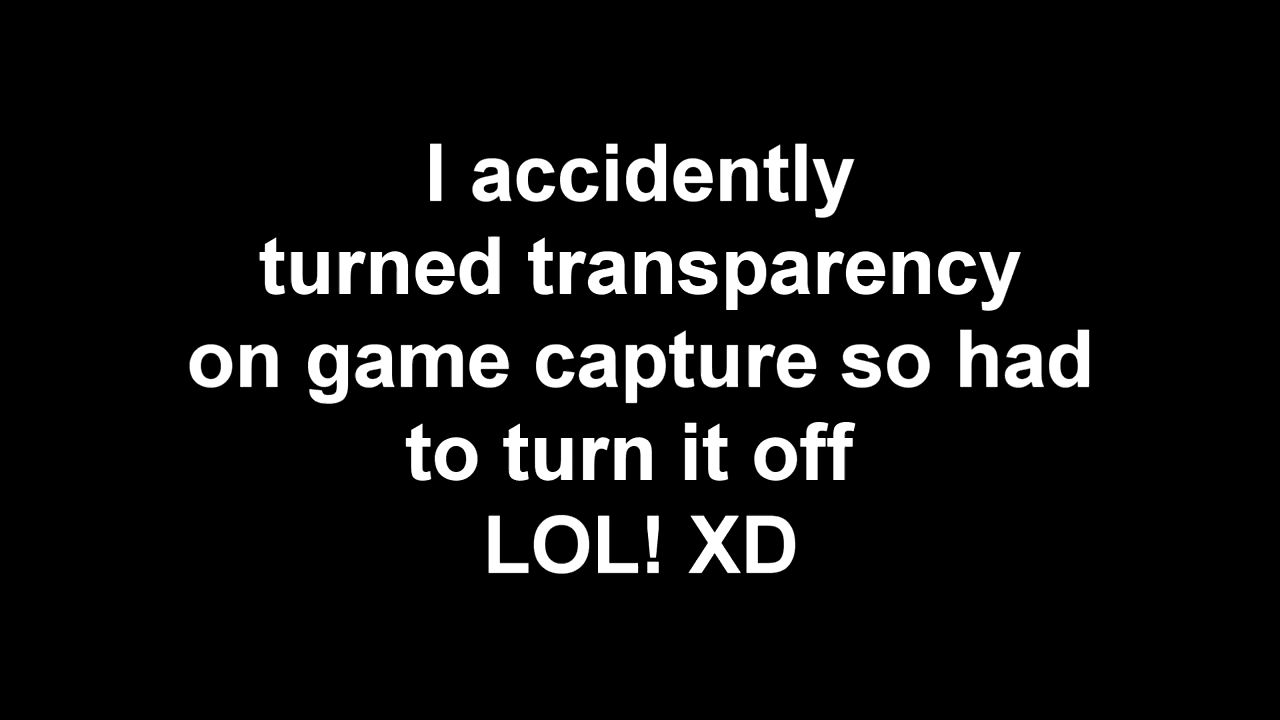 I accidently
turned transparency
on game capture so had
to turn it off
LOL! XD